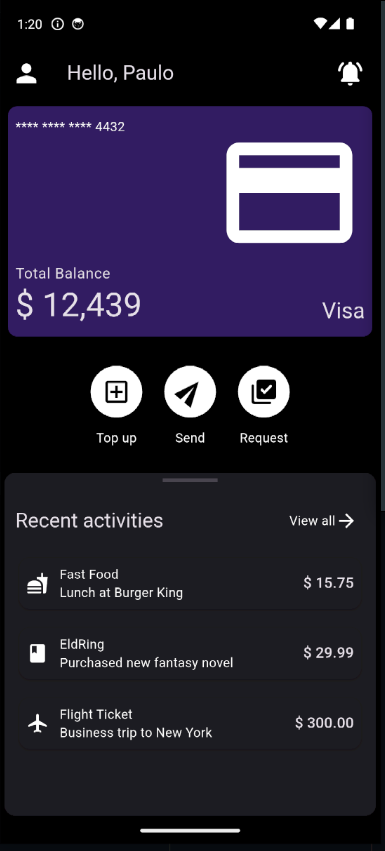 1:20
Hello, Paulo
**** **** **** 4432
Total Balance
$ 12,439
Visa
Top up
Send
Request
Recent activities
View all
Fast Food
Lunch at Burger King
$ 15.75
EldRing
Purchased new fantasy novel
$ 29.99
Flight Ticket
Business trip to New York
$ 300.00